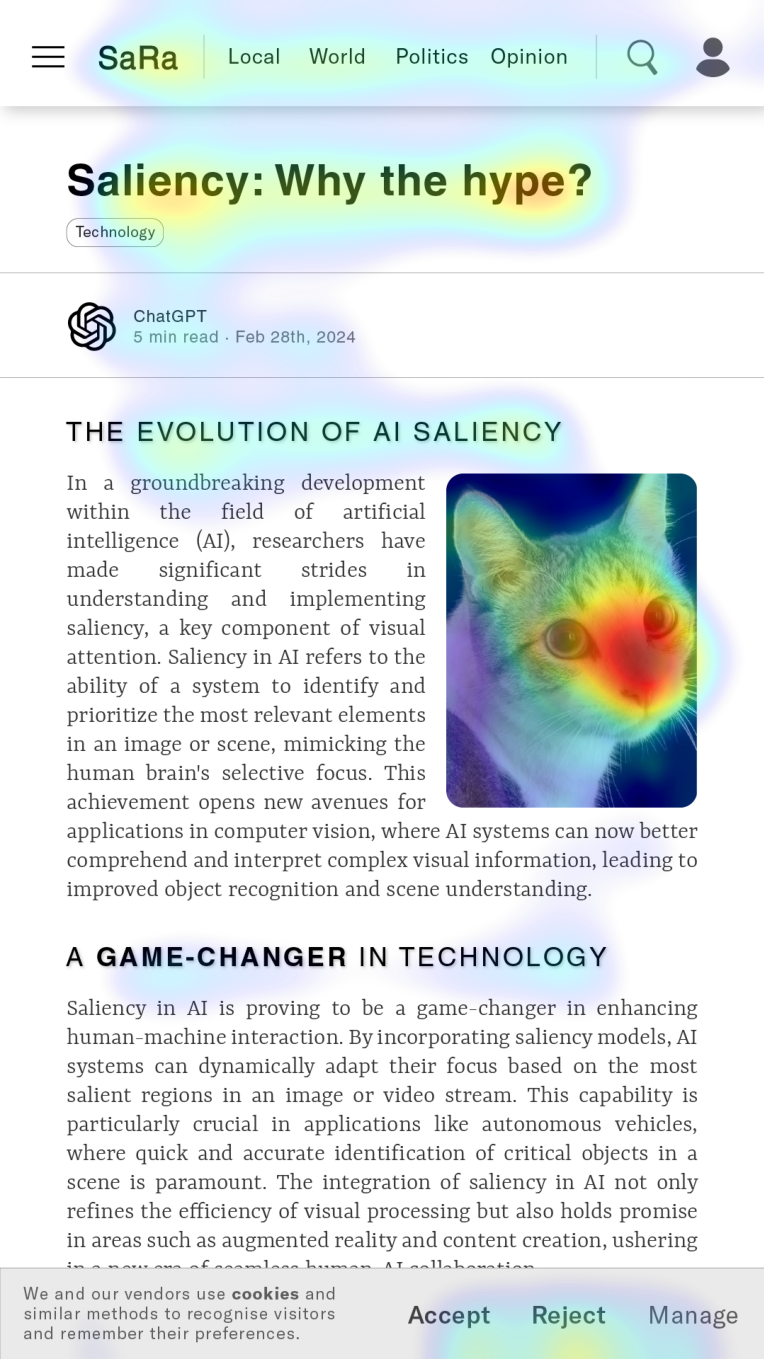 SaRa Local World Politics Opinion
Saliency: Why the hype?
Technology
ChatGPT
5 min read · Feb 28th, 2024
THE EVOLUTION OF AI SALIENCY
In a groundbreaking development
within the field of artificial
intelligence (AI), researchers have
made significant strides in
understanding and implementing
saliency, a key component of visual
attention. Saliency in AI refers to the
ability of a system to identify and
prioritize the most relevant elements
in an image or scene, mimicking the
human brain's selective focus. This
achievement opens new avenues for
applications in computer vision, where AI systems can now better
comprehend and interpret complex visual information, leading to
improved object recognition and scene understanding.
A GAME-CHANGER IN TECHNOLOGY
Saliency in AI is proving to be a game-changer in enhancing
human-machine interaction. By incorporating saliency models, AI
systems can dynamically adapt their focus based on the most
salient regions in an image or video stream. This capability is
particularly crucial in applications like autonomous vehicles,
where quick and accurate identification of critical objects in a
scene is paramount. The integration of saliency in AI not only
refines the efficiency of visual processing but also holds promise
in areas such as augmented reality and content creation, ushering
in a new era of seamless human-AI collaboration.
We and our vendors use cookies and
similar methods to recognise visitors
and remember their preferences.
Accept Reject Manage